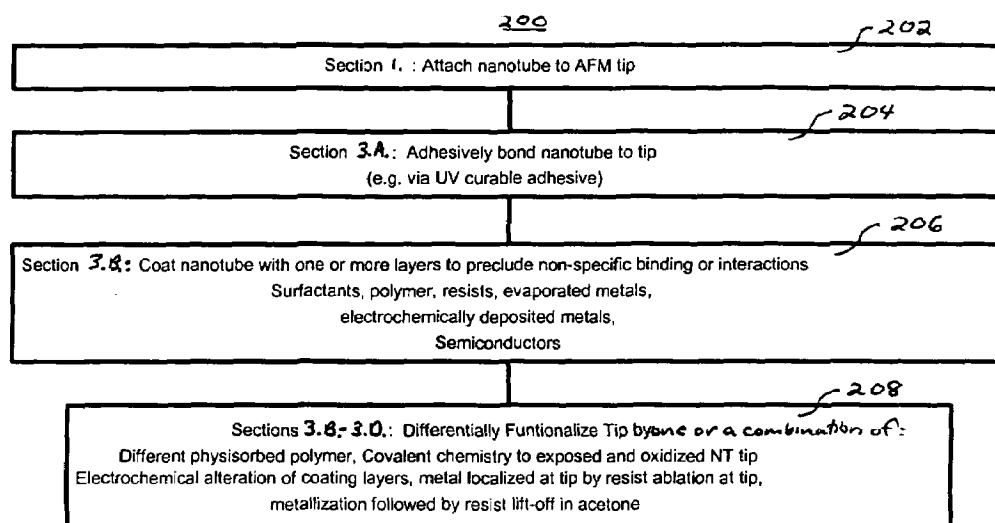 200
202
Section 1. : Attach nanotube to AFM tip
204
Section 3.A.: Adhesively bond nanotube to tip
(e.g. via UV curable adhesive)
206
Section 3.B.: Coat nanotube with one or more layers to preclude non-specific binding or interactions
Surfactants, polymer, resists, evaporated metals,
electrochemically deposited metals,
Semiconductors
208
Sections 3.B.-3.D.: Differentially Funtionalize Tip by one or a combination of:
Different physisorbed polymer, Covalent chemistry to exposed and oxidized NT tip
Electrochemical alteration of coating layers, metal localized at tip by resist ablation at tip,
metallization followed by resist lift-off in acetone